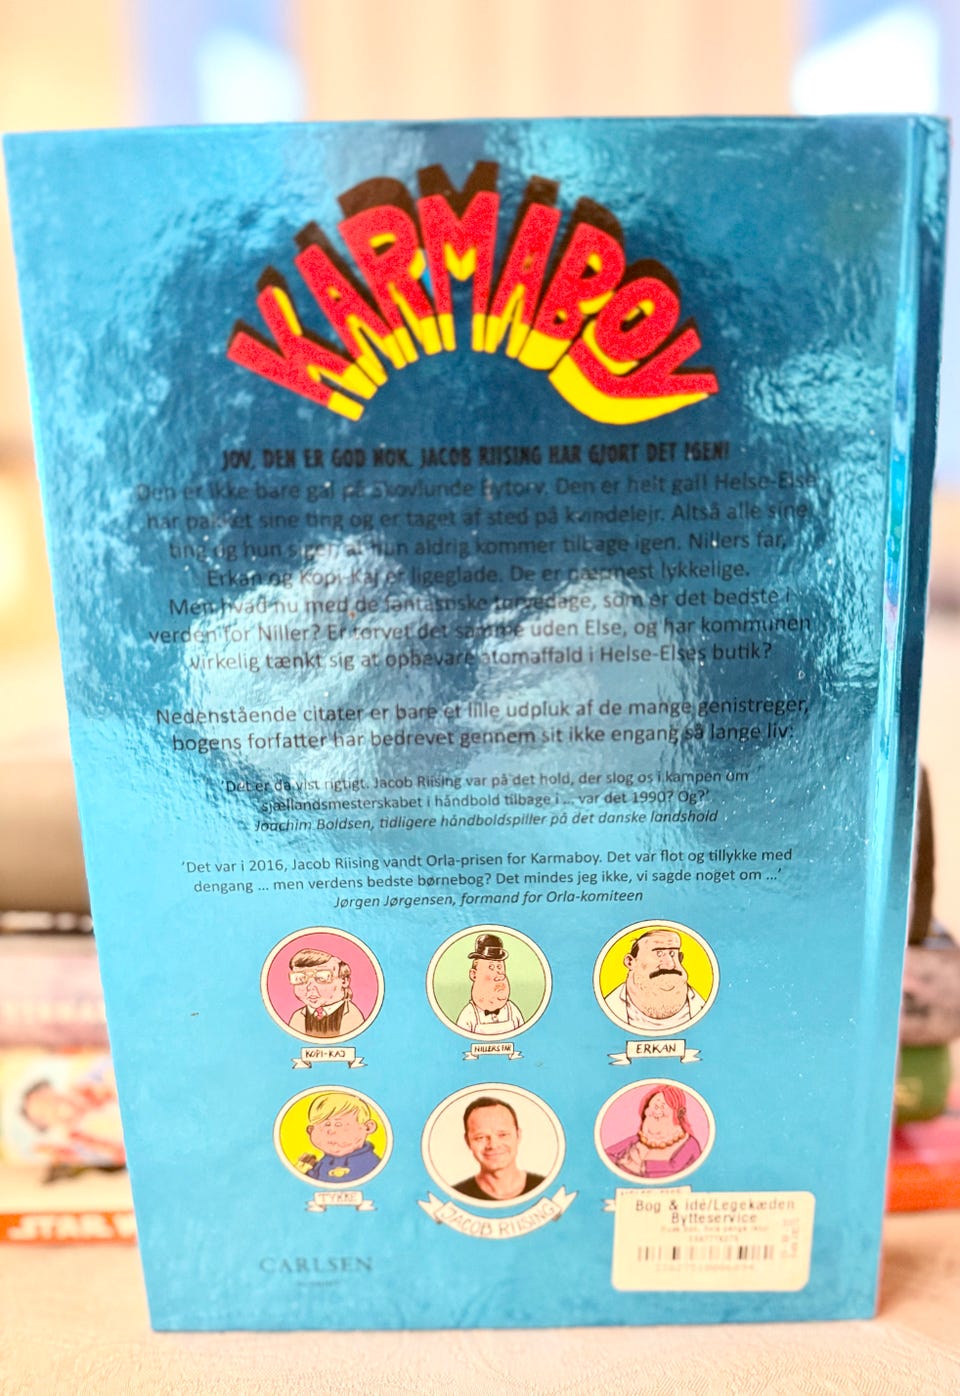 KARMABOY
JOV, DEN ER GOD NOK. JACOB RIISING HAR GJORT DET IGEN!
Den er ikke bare gal på Skovlunde Bytorv. Den er helt gal! Helse-Else
har pakket sine ting og er taget af sted på kvindelejr. Altså alle sine
ting og hun siger, at hun aldrig kommer tilbage igen. Nillers far,
Erkan og Kopi-Kaj er ligeglade. De er nærmest lykkelige.
Men hvad nu med de fantastiske torvedage, som er det bedste i
verden for Niller? Er torvet det samme uden Else, og har kommunen
virkelig tænkt sig at opbevare atomaffald i Helse-Elses butik?
Nedenstående citater er bare et lille udpluk af de mange genistreger,
bogens forfatter har bedrevet gennem sit ikke engang så lange liv:
'Det er da vist rigtigt. Jacob Riising var på det hold, der slog os i kampen om
sjællandsmesterskabet i håndbold tilbage i ... var det 1990? Og?'
Joachim Boldsen, tidligere håndboldspiller på det danske landshold
'Det var i 2016, Jacob Riising vandt Orla-prisen for Karmaboy. Det var flot og tillykke med
dengang ... men verdens bedste børnebog? Det mindes jeg ikke, vi sagde noget om ...'
Jørgen Jørgensen, formand for Orla-komiteen
KOPI-KAJ
NILLERS FAR
ERKAN
TYKKE
JACOB RIISING
CARLSEN
Bog & idé/Legekæden
Bytteservice
STAR W